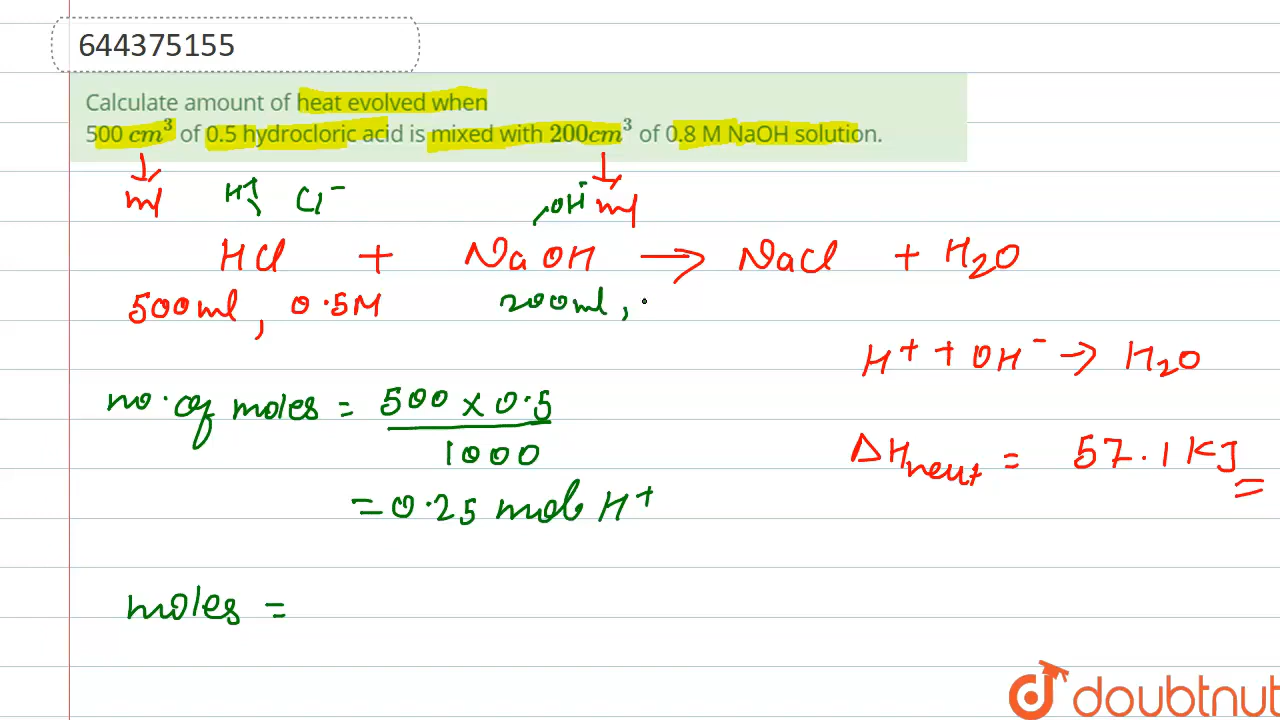 644375155
Calculate amount of heat evolved when
500 cm³ of 0.5 hydrocloric acid is mixed with 200cm³ of 0.8 M NaOH solution.
ml H⁺ Cl⁻ OH⁻ ml
HCl + NaOH → NaCl + H₂O
500ml, 0.5M 200ml,
H⁺ + OH⁻ → H₂O
no. of moles = 500 x 0.5
1000
ΔHneut = 57.1 KJ
= 0.25 mole H⁺
moles =
doubtnut